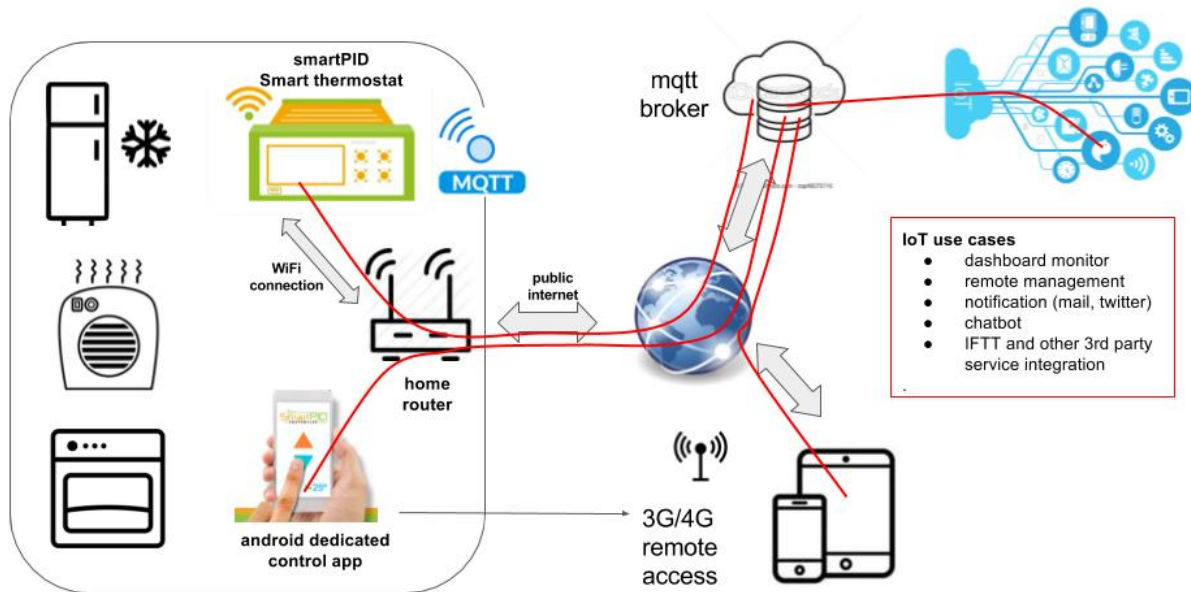 smartPID
Smart thermostat
MQTT
WiFi
connection
public
internet
home
router
SmartPID
android dedicated
control app
mqtt
broker
IoT
IoT use cases
● dashboard monitor
● remote management
● notification (mail, twitter)
● chatbot
● IFTT and other 3rd party
service integration
.
3G/4G
remote
access